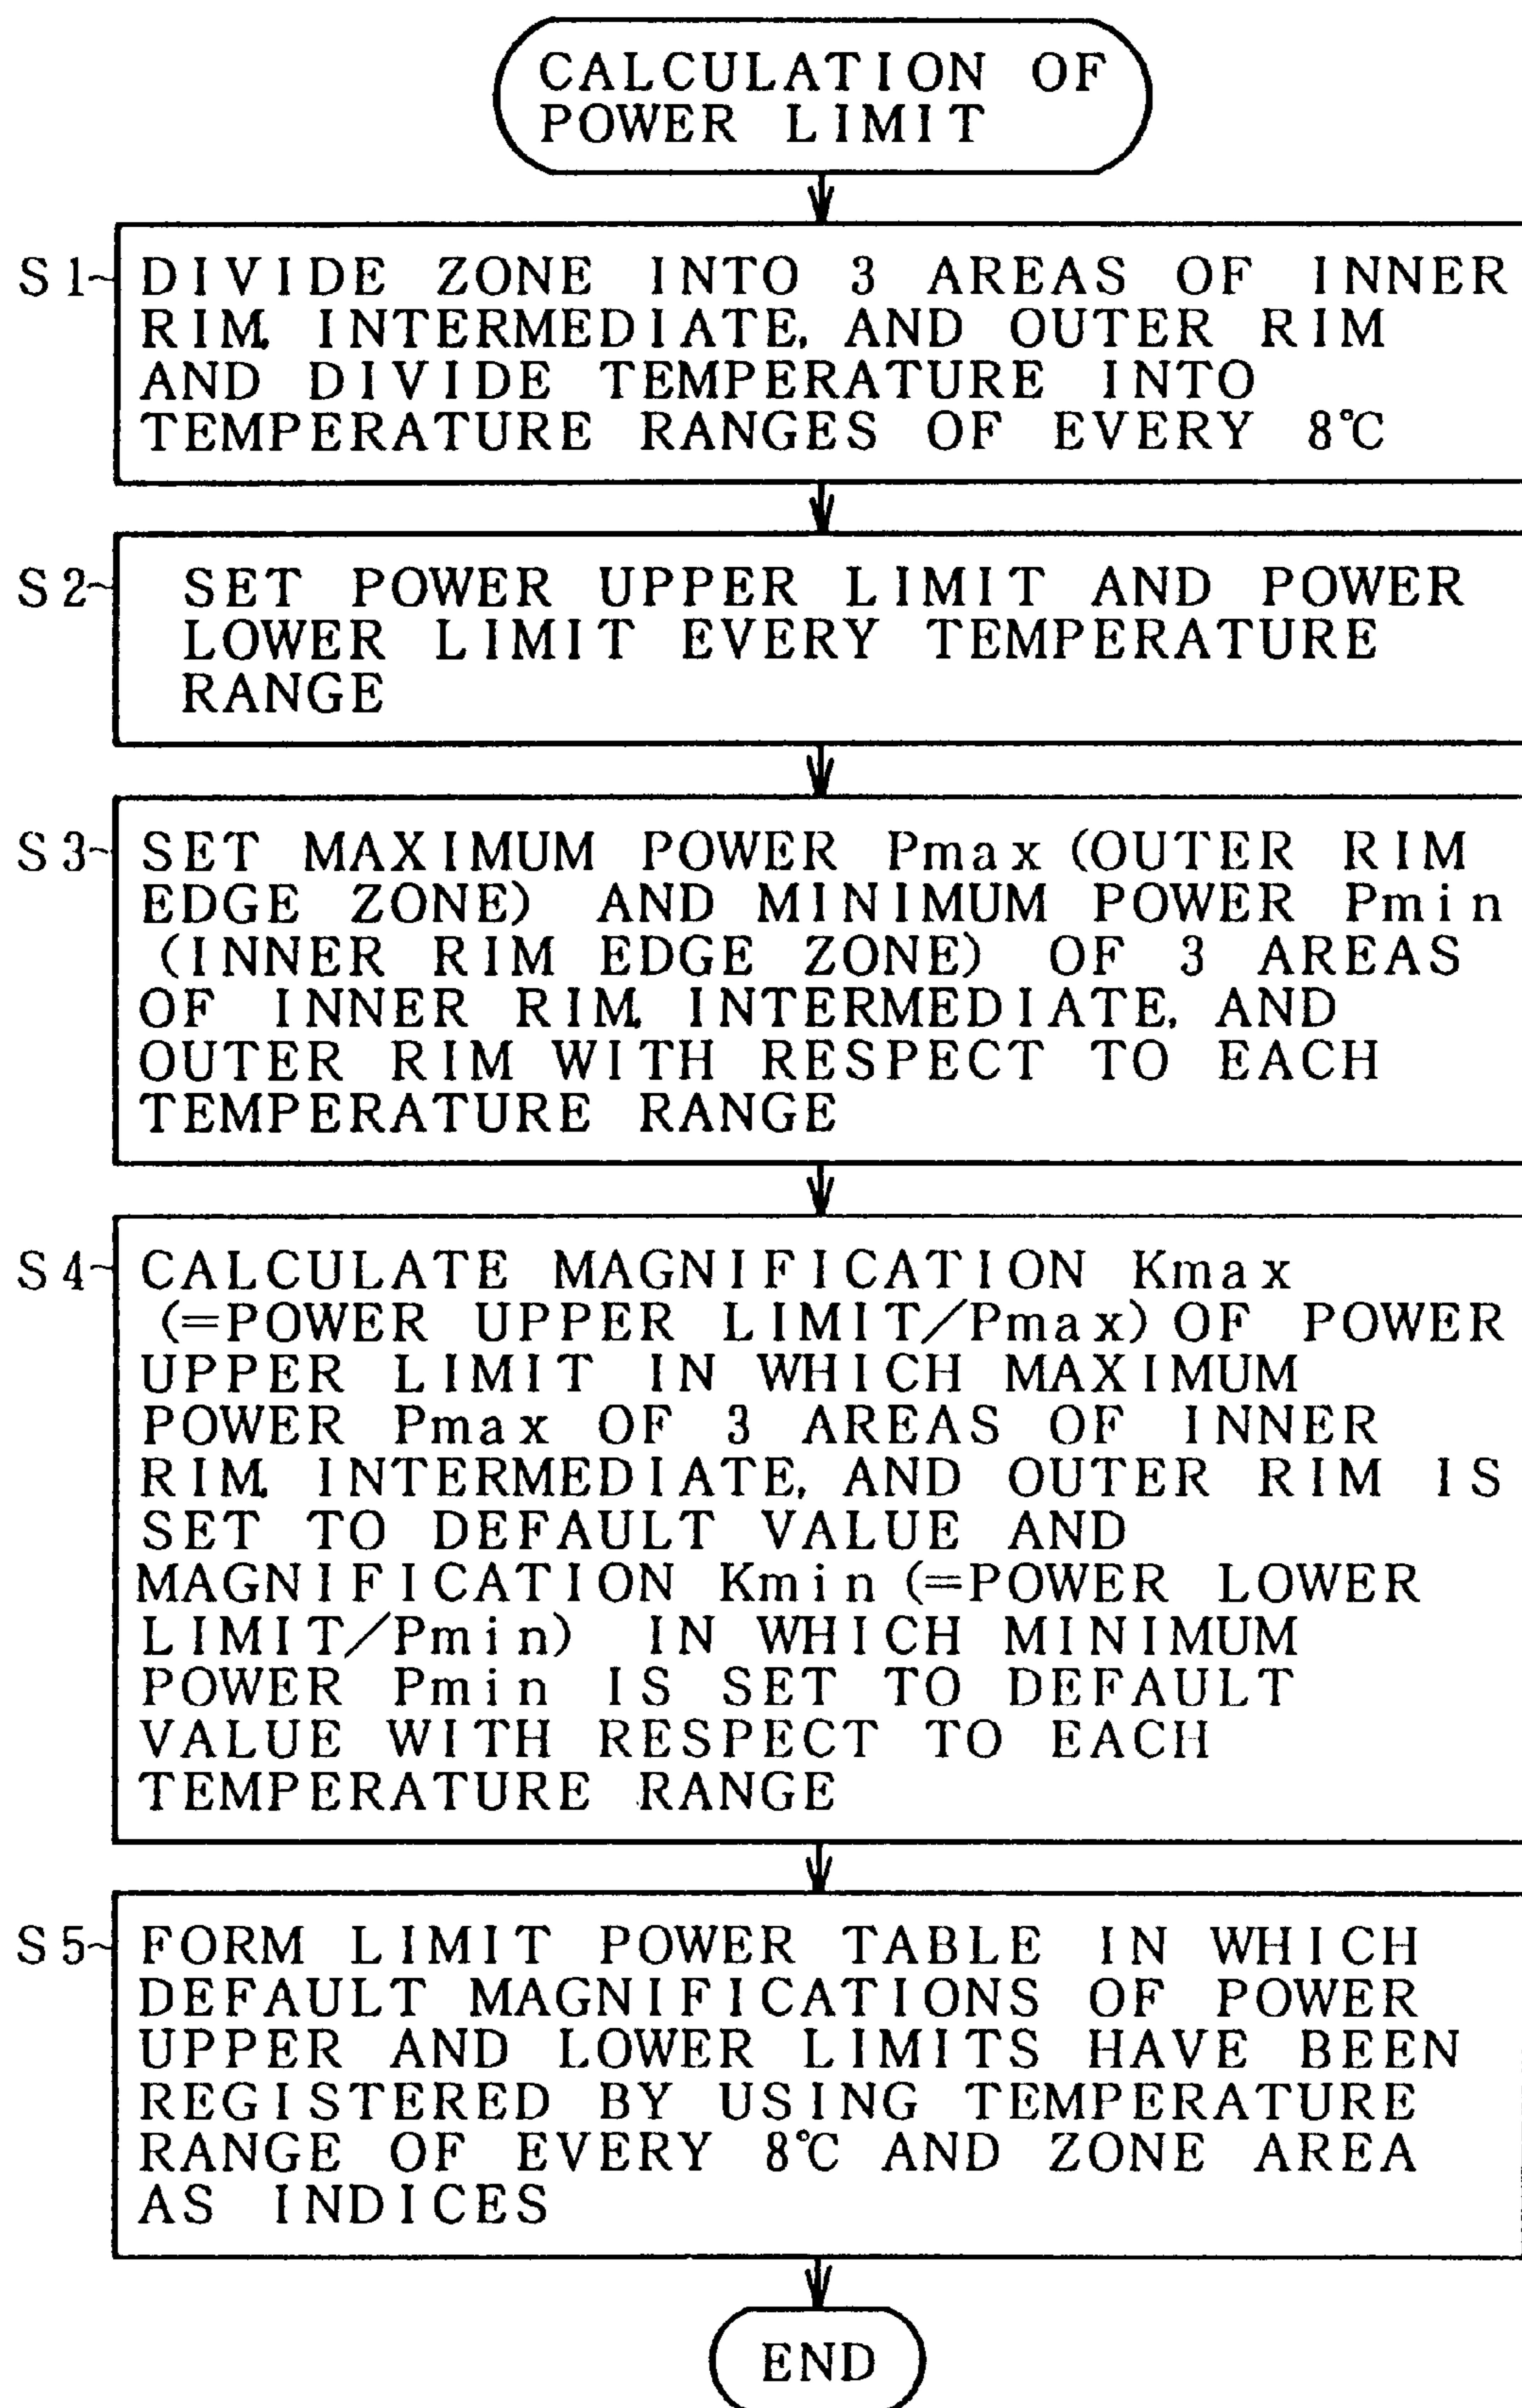 CALCULATION OF
POWER LIMIT
S1
DIVIDE ZONE INTO 3 AREAS OF INNER
RIM, INTERMEDIATE, AND OUTER RIM
AND DIVIDE TEMPERATURE INTO
TEMPERATURE RANGES OF EVERY 8℃
S2
SET POWER UPPER LIMIT AND POWER
LOWER LIMIT EVERY TEMPERATURE
RANGE
S3
SET MAXIMUM POWER Pmax (OUTER RIM
EDGE ZONE) AND MINIMUM POWER Pmin
(INNER RIM EDGE ZONE) OF 3 AREAS
OF INNER RIM, INTERMEDIATE, AND
OUTER RIM WITH RESPECT TO EACH
TEMPERATURE RANGE
S4
CALCULATE MAGNIFICATION Kmax
(=POWER UPPER LIMIT/Pmax) OF POWER
UPPER LIMIT IN WHICH MAXIMUM
POWER Pmax OF 3 AREAS OF INNER
RIM, INTERMEDIATE, AND OUTER RIM IS
SET TO DEFAULT VALUE AND
MAGNIFICATION Kmin (=POWER LOWER
LIMIT/Pmin) IN WHICH MINIMUM
POWER Pmin IS SET TO DEFAULT
VALUE WITH RESPECT TO EACH
TEMPERATURE RANGE
S5
FORM LIMIT POWER TABLE IN WHICH
DEFAULT MAGNIFICATIONS OF POWER
UPPER AND LOWER LIMITS HAVE BEEN
REGISTERED BY USING TEMPERATURE
RANGE OF EVERY 8℃ AND ZONE AREA
AS INDICES
END